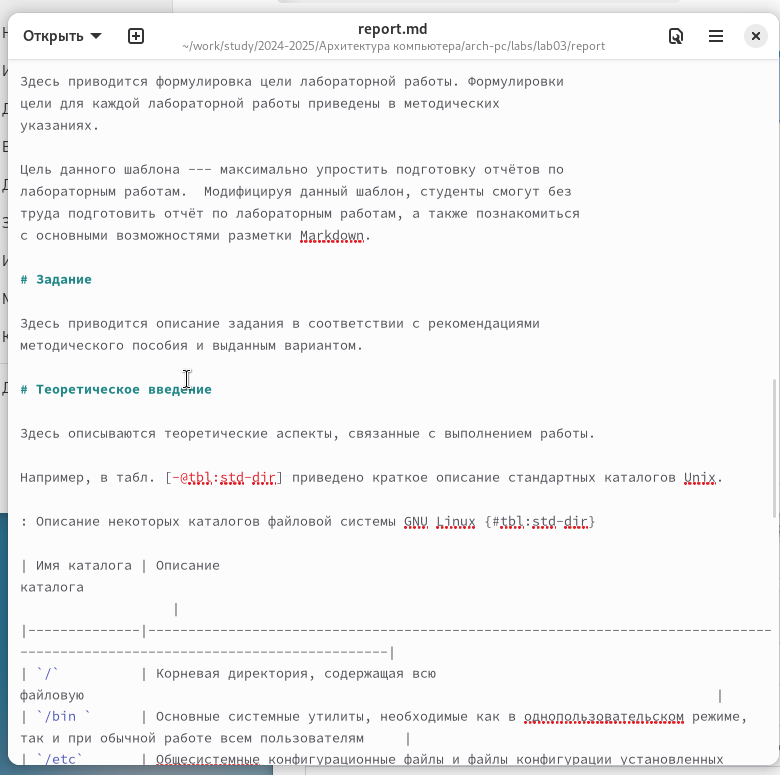 Открыть
report.md
~/work/study/2024-2025/Архитектура компьютера/arch-pc/labs/lab03/report
Здесь приводится формулировка цели лабораторной работы. Формулировки
цели для каждой лабораторной работы приведены в методических
указаниях.
Цель данного шаблона --- максимально упростить подготовку отчётов по
лабораторным работам.  Модифицируя данный шаблон, студенты смогут без
труда подготовить отчёт по лабораторным работам, а также познакомиться
с основными возможностями разметки Markdown.
# Задание
Здесь приводится описание задания в соответствии с рекомендациями
методического пособия и выданным вариантом.
# Теоретическое введение
Здесь описываются теоретические аспекты, связанные с выполнением работы.
Например, в табл. [-@tbl:std-dir] приведено краткое описание стандартных каталогов Unix.
: Описание некоторых каталогов файловой системы GNU Linux {#tbl:std-dir}
| Имя каталога | Описание
каталога
|
|--------------|------------------------------------------------------------------------------
----------------------------------------------|
| `/`          | Корневая директория, содержащая всю
файловую                                                                               |
| `/bin `      | Основные системные утилиты, необходимые как в однопользовательском режиме,
так и при обычной работе всем пользователям     |
| `/etc`       | Общесистемные конфигурационные файлы и файлы конфигурации установленных